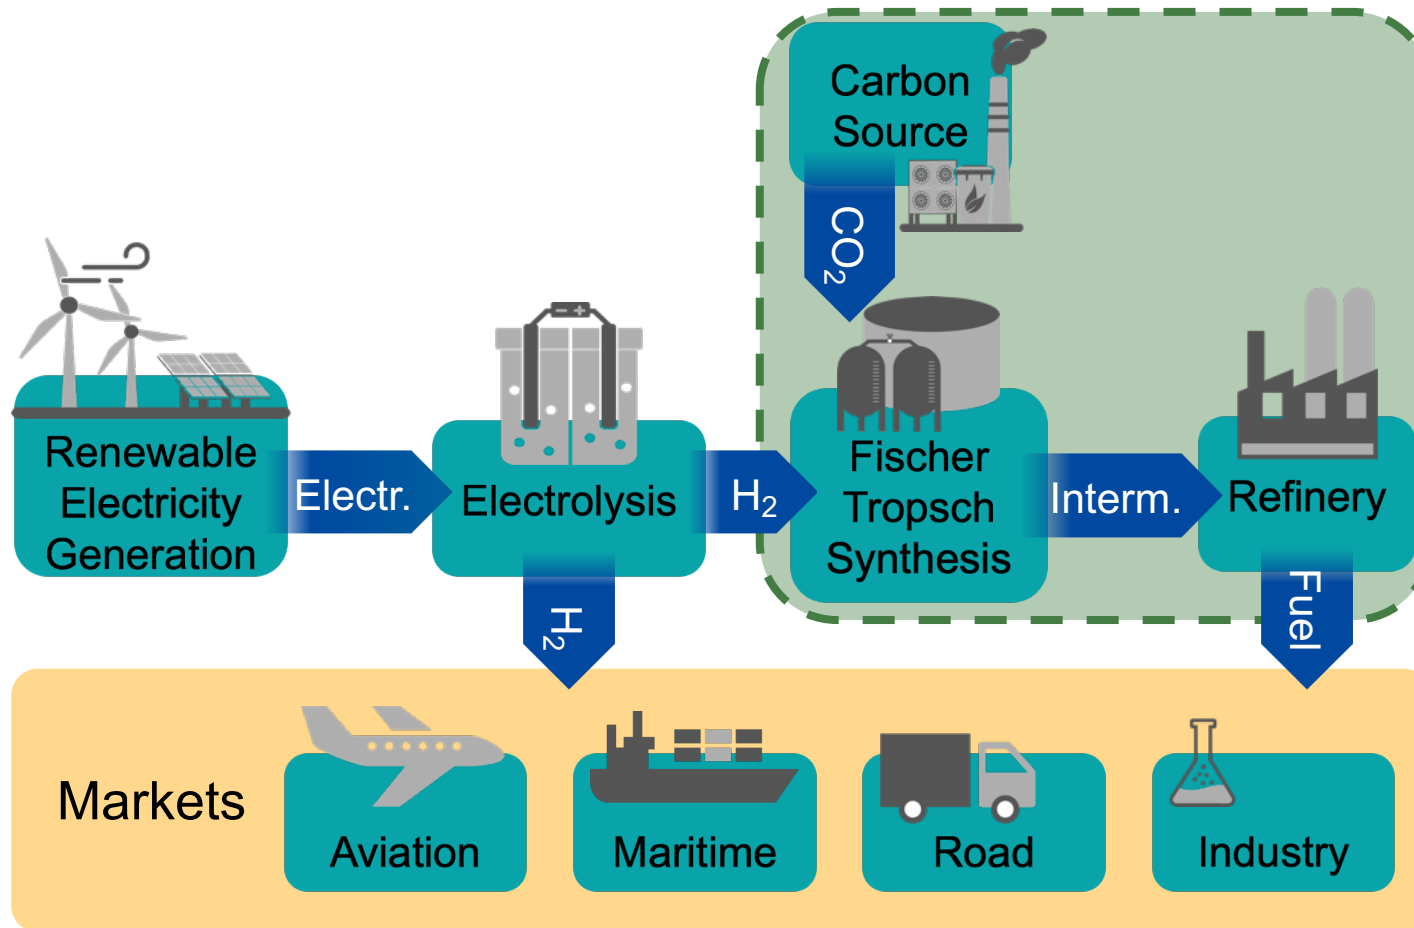 Carbon
Source
CO₂
Renewable
Electricity
Generation
Electr.
Electrolysis
H₂
Fischer
Tropsch
Synthesis
Interm.
Refinery
H₂
Fuel
Markets
Aviation
Maritime
Road
Industry